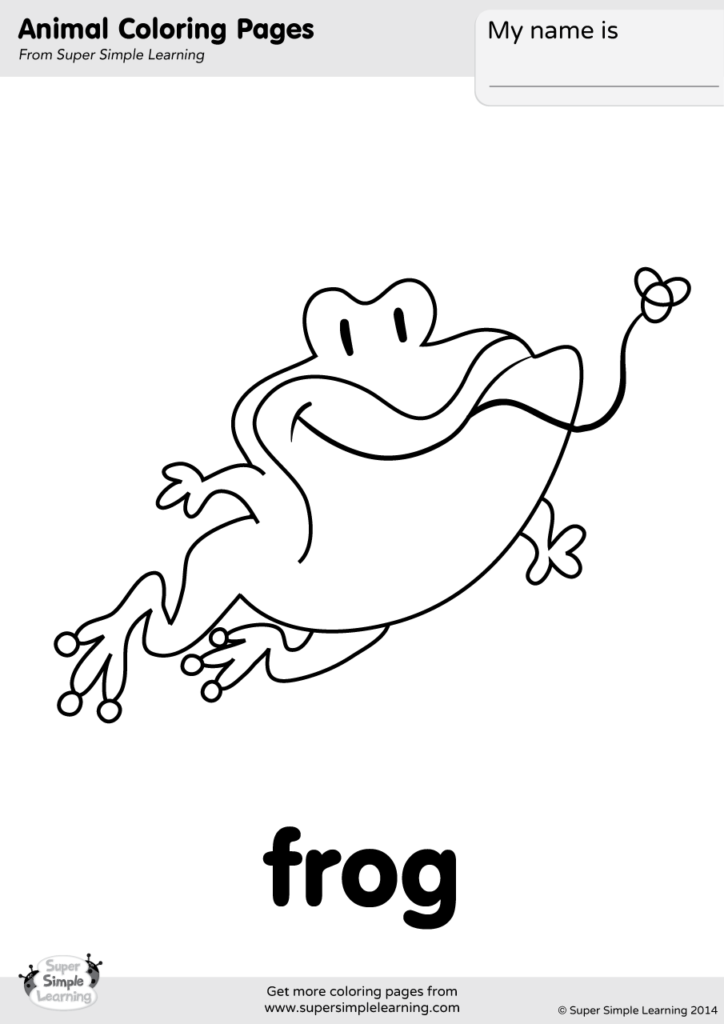 Animal Coloring Pages
From Super Simple Learning
My name is
frog
Super
Simple
Learning
Get more coloring pages from
www.supersimplelearning.com
© Super Simple Learning 2014